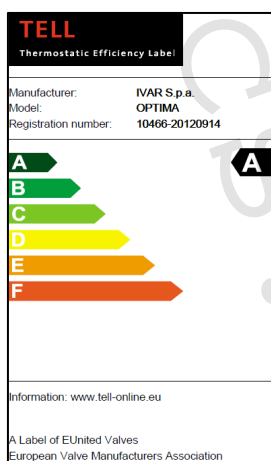 TELL
Thermostatic Efficiency Label
Manufacturer: IVAR S.p.a.
Model: OPTIMA
Registration number: 10466-20120914
A A
B
C
D
E
F
Information: www.tell-online.eu
A Label of EUnited Valves
European Valve Manufacturers Association